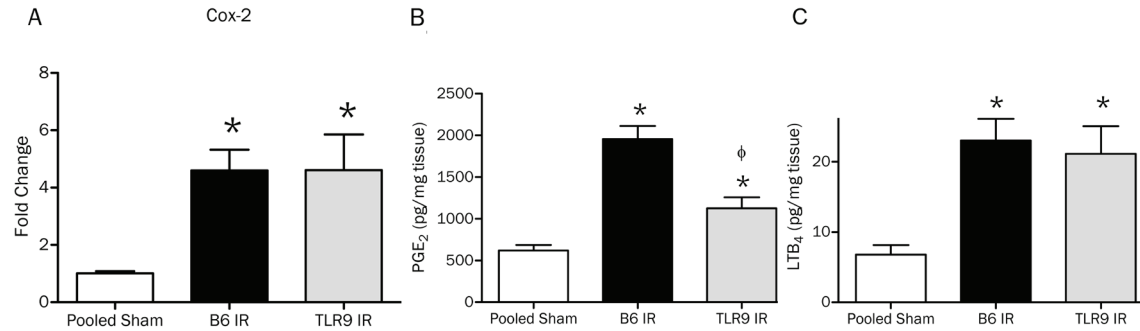 A
Cox-2
Fold Change
8
6
4
2
0
*
*
Pooled Sham
B6 IR
TLR9 IR
B
PGE₂ (pg/mg tissue)
2500
2000
1500
1000
500
0
*
ϕ
*
Pooled Sham
B6 IR
TLR9 IR
C
LTB₄ (pg/mg tissue)
20
10
0
*
*
Pooled Sham
B6 IR
TLR9 IR